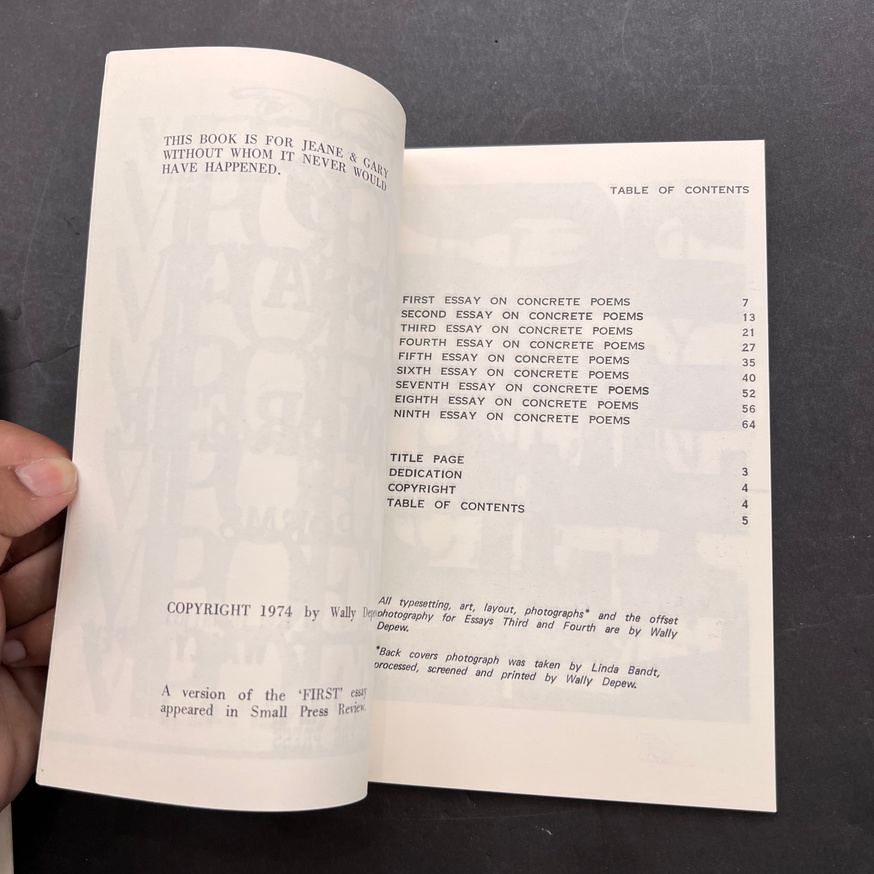 THIS BOOK IS FOR JEANE & GARY
WITHOUT WHOM IT NEVER WOULD
HAVE HAPPENED.
COPYRIGHT 1974 by Wally Depew
A version of the 'FIRST' essay
appeared in Small Press Review.
TABLE OF CONTENTS
FIRST ESSAY ON CONCRETE POEMS 7
SECOND ESSAY ON CONCRETE POEMS 13
THIRD ESSAY ON CONCRETE POEMS 21
FOURTH ESSAY ON CONCRETE POEMS 27
FIFTH ESSAY ON CONCRETE POEMS 35
SIXTH ESSAY ON CONCRETE POEMS 40
SEVENTH ESSAY ON CONCRETE POEMS 52
EIGHTH ESSAY ON CONCRETE POEMS 56
NINTH ESSAY ON CONCRETE POEMS 64
TITLE PAGE 3
DEDICATION 4
COPYRIGHT 4
TABLE OF CONTENTS 5
All typesetting, art, layout, photographs* and the offset
photography for Essays Third and Fourth are by Wally
Depew.
*Back covers photograph was taken by Linda Bandt,
processed, screened and printed by Wally Depew.